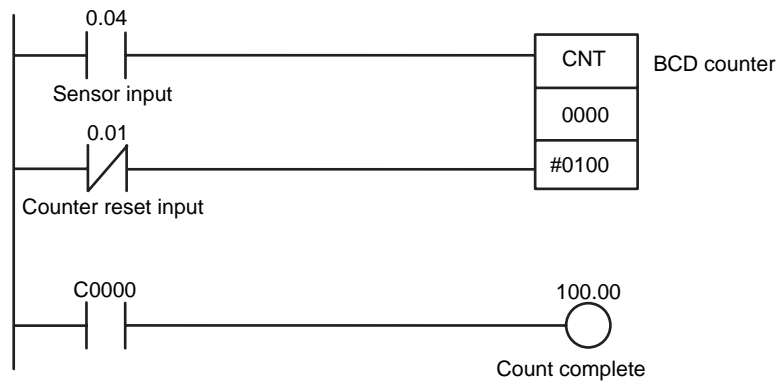 0.04
CNT
BCD counter
Sensor input
0000
0.01
#0100
Counter reset input
C0000
100.00
Count complete